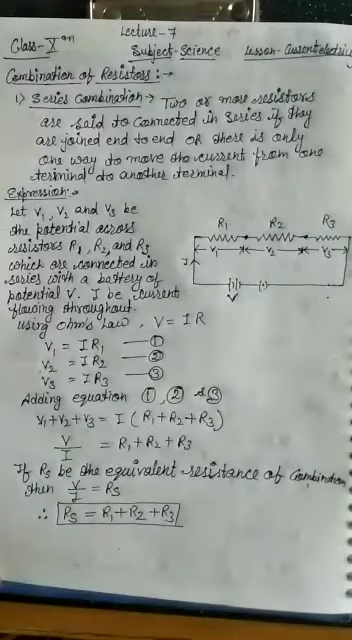 Lecture-7
Class-Xth Subject-Science Lesson-Current electricity
Combination of Resistors:→
1) Series Combination→ Two or more resistors
are said to connected in series if they
are joined end to end OR there is only
one way to move the current from one
terminal to another terminal.
Expression:→
Let V₁, V₂ and V₃ be
the potential across
resistors R₁, R₂, and R₃
which are connected in
series with a battery of
potential V. I be current
flowing throughout.
R₁ R₂ R₃
V₁ V₂ V₃
I
V
using ohm's Law, V = IR
V₁ = IR₁ —①
V₂ = IR₂ —②
V₃ = IR₃ —③
Adding equation ①, ② & ③
V₁+V₂+V₃ = I (R₁+R₂+R₃)
V/I = R₁+R₂+R₃
If Rs be the equivalent resistance of combination
then V/I = Rs
∴ Rs = R₁+R₂+R₃